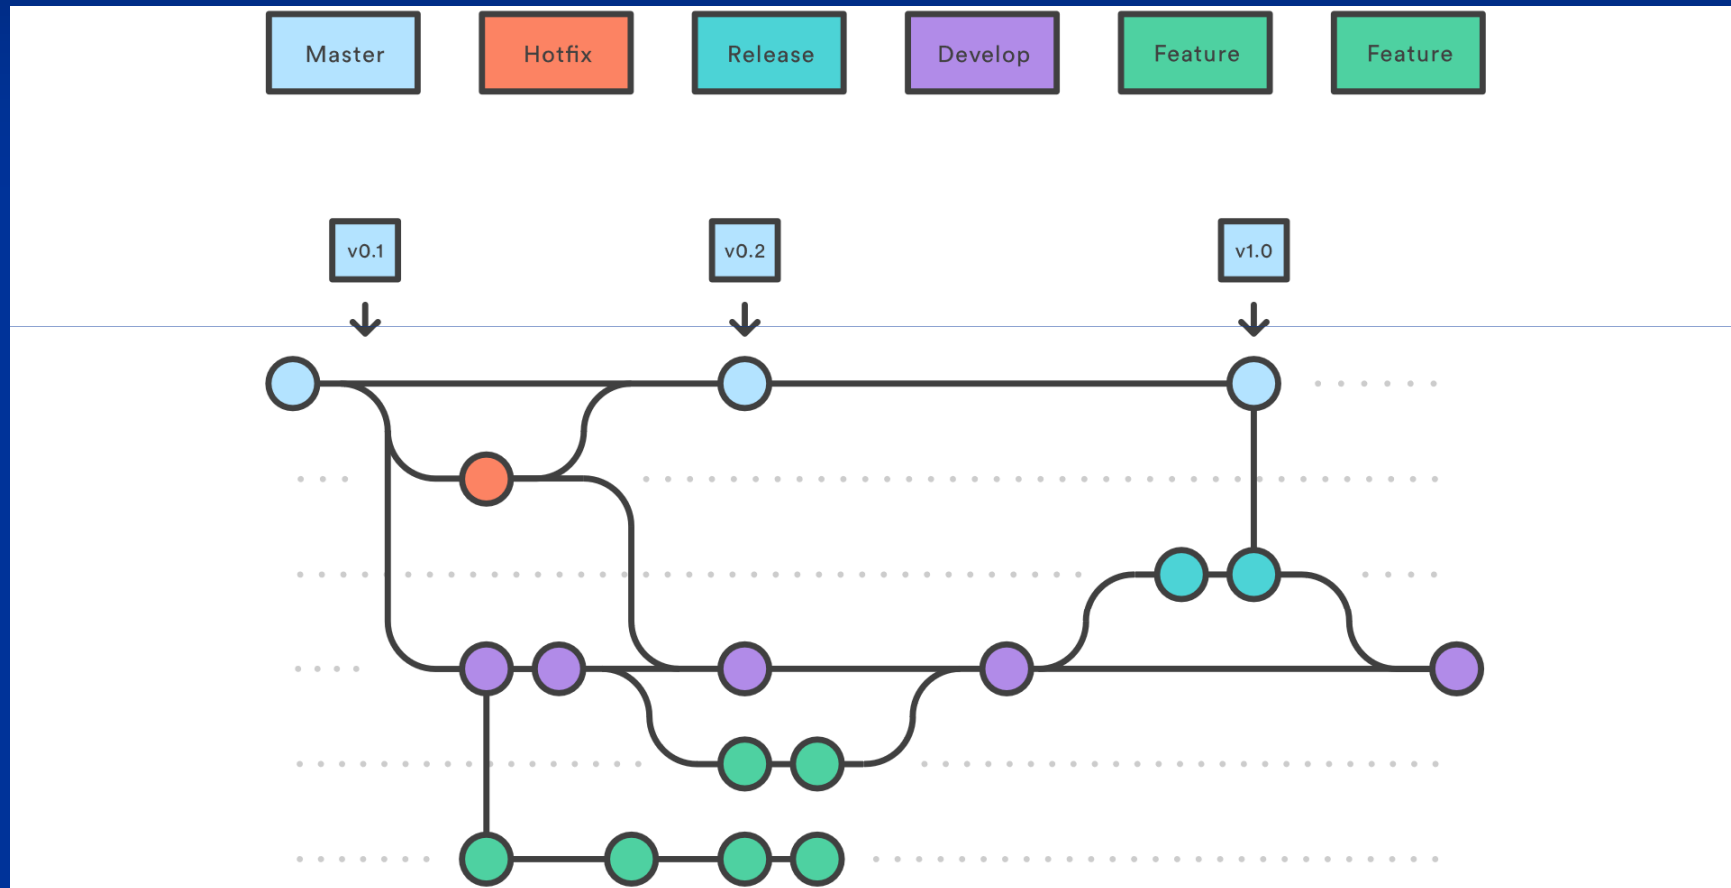 Master
Hotfix
Release
Develop
Feature
Feature
v0.1
v0.2
v1.0